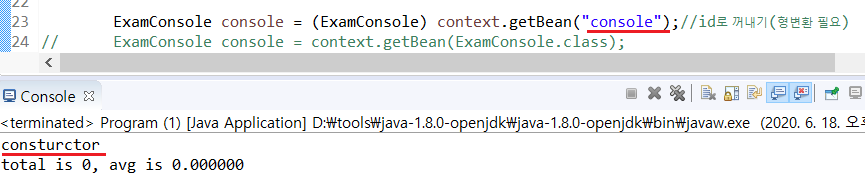 22
23 ExamConsole console = (ExamConsole) context.getBean("console");//id로 꺼내기(형변환 필요)
24 // ExamConsole console = context.getBean(ExamConsole.class);
Console
<terminated> Program (1) [Java Application] D:₩tools₩java-1.8.0-openjdk₩java-1.8.0-openjdk₩bin₩javaw.exe (2020. 6. 18. 오후
consturctor
total is 0, avg is 0.000000